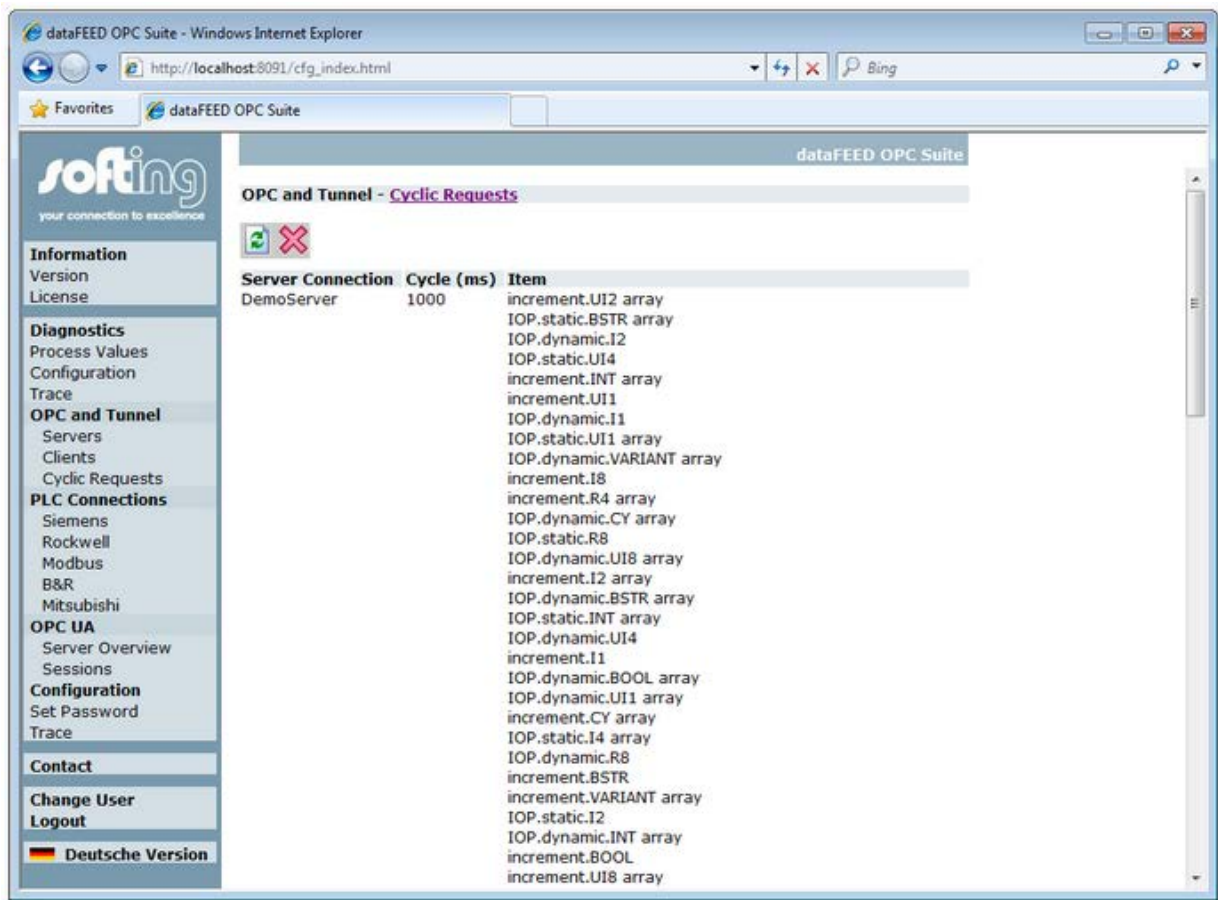 dataFEED OPC Suite - Windows Internet Explorer
http://localhost:8091/cfg_index.html
Bing
Favorites
dataFEED OPC Suite
softing
your connection to excellence
Information
Version
License
Diagnostics
Process Values
Configuration
Trace
OPC and Tunnel
Servers
Clients
Cyclic Requests
PLC Connections
Siemens
Rockwell
Modbus
B&R
Mitsubishi
OPC UA
Server Overview
Sessions
Configuration
Set Password
Trace
Contact
Change User
Logout
Deutsche Version
dataFEED OPC Suite
OPC and Tunnel - Cyclic Requests
Server Connection Cycle (ms) Item
DemoServer 1000 increment.UI2 array
IOP.static.BSTR array
IOP.dynamic.I2
IOP.static.UI4
increment.INT array
increment.UI1
IOP.dynamic.I1
IOP.static.UI1 array
IOP.dynamic.VARIANT array
increment.I8
increment.R4 array
IOP.dynamic.CY array
IOP.static.R8
IOP.dynamic.UI8 array
increment.I2 array
IOP.dynamic.BSTR array
IOP.static.INT array
IOP.dynamic.UI4
increment.I1
IOP.dynamic.BOOL array
IOP.dynamic.UI1 array
increment.CY array
IOP.static.I4 array
IOP.dynamic.R8
increment.BSTR
increment.VARIANT array
IOP.static.I2
IOP.dynamic.INT array
increment.BOOL
increment.UI8 array